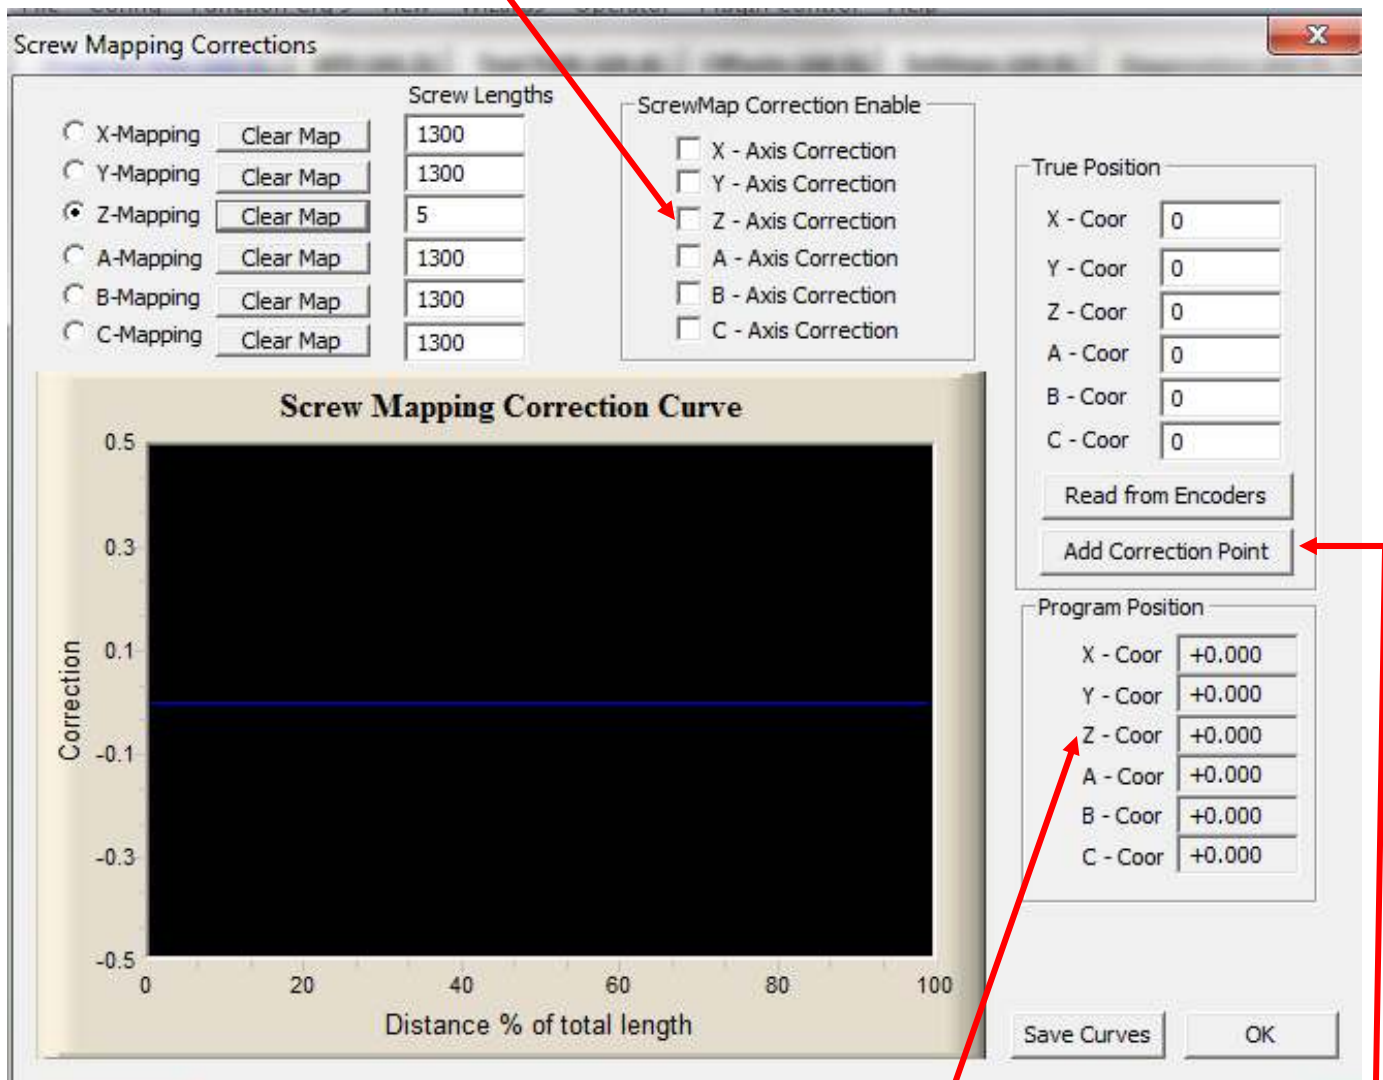 Screw Mapping Corrections
Screw Lengths
X-Mapping Clear Map 1300
Y-Mapping Clear Map 1300
Z-Mapping Clear Map 5
A-Mapping Clear Map 1300
B-Mapping Clear Map 1300
C-Mapping Clear Map 1300
ScrewMap Correction Enable
X - Axis Correction
Y - Axis Correction
Z - Axis Correction
A - Axis Correction
B - Axis Correction
C - Axis Correction
True Position
X - Coor 0
Y - Coor 0
Z - Coor 0
A - Coor 0
B - Coor 0
C - Coor 0
Read from Encoders
Add Correction Point
Program Position
X - Coor +0.000
Y - Coor +0.000
Z - Coor +0.000
A - Coor +0.000
B - Coor +0.000
C - Coor +0.000
Screw Mapping Correction Curve
0.5
0.3
0.1
-0.1
-0.3
-0.5
Correction
0 20 40 60 80 100
Distance % of total length
Save Curves OK